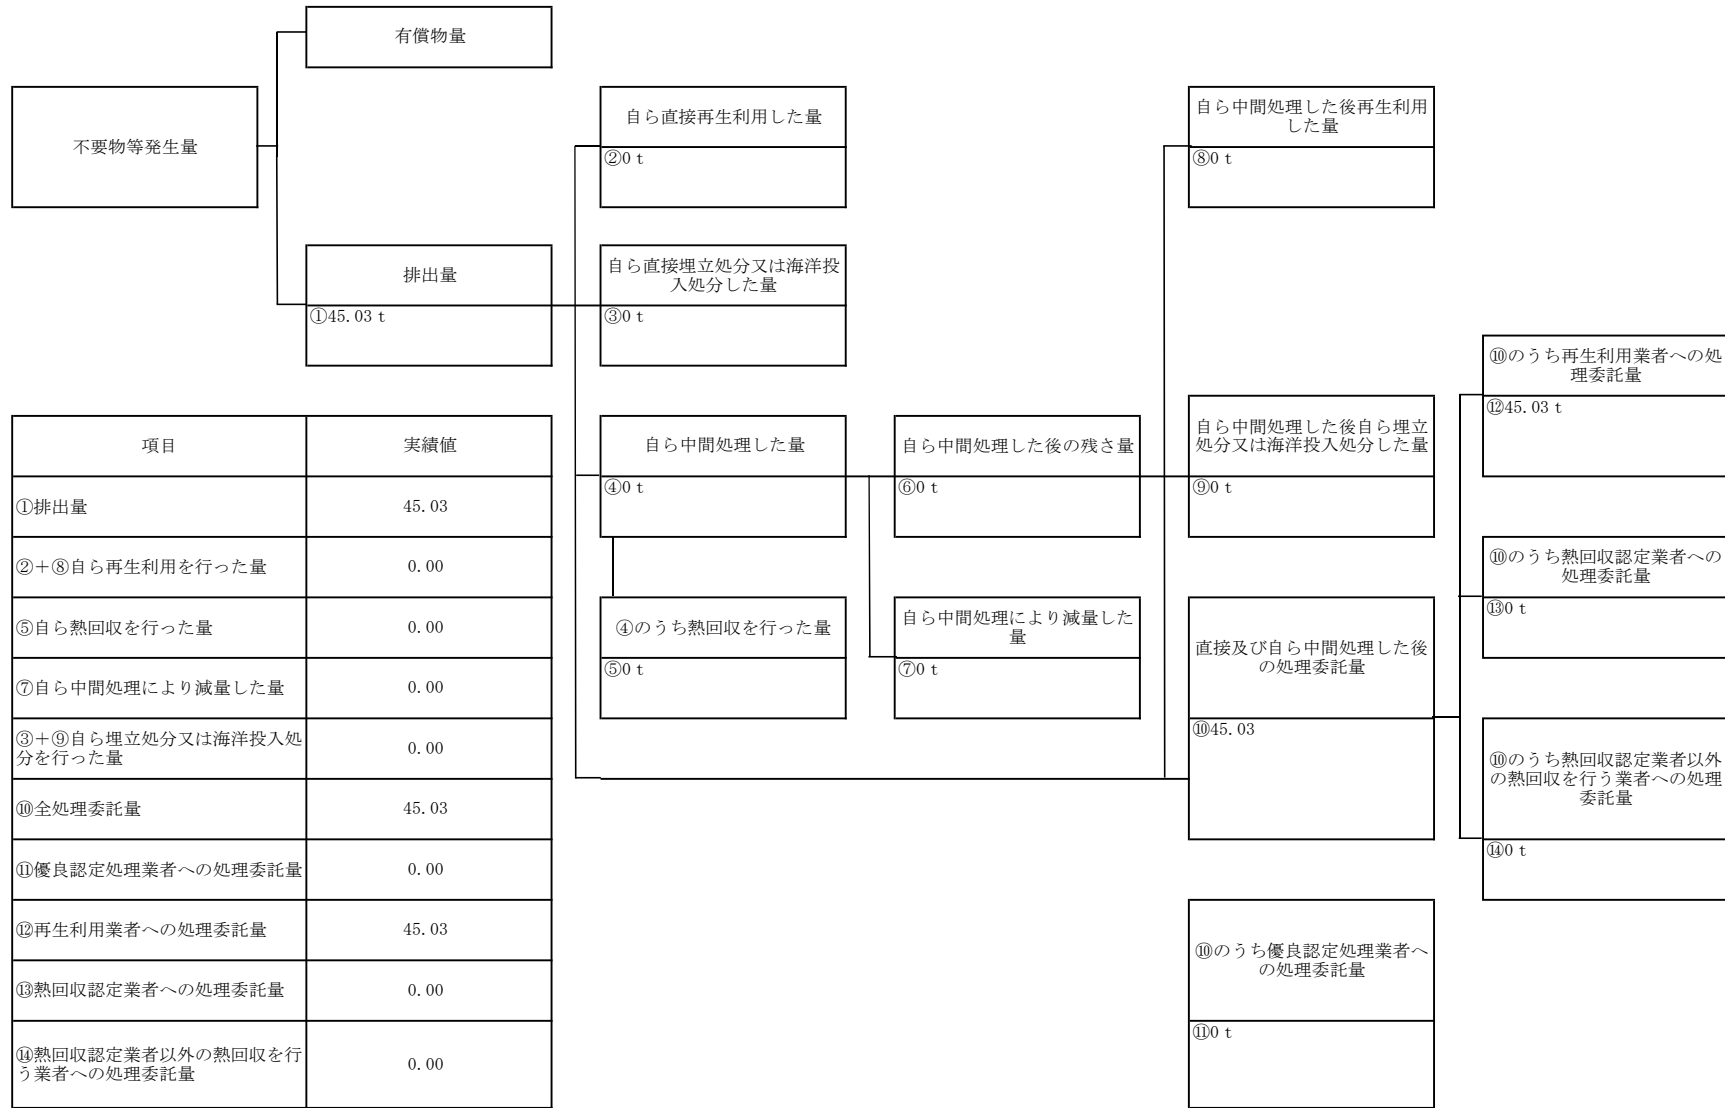 有償物量
不要物等発生量
自ら直接再生利用した量
②0 t
自ら中間処理した後再生利用
した量
⑧0 t
排出量
①45.03 t
自ら直接埋立処分又は海洋投
入処分した量
③0 t
⑩のうち再生利用業者への処
理委託量
⑫45.03 t
自ら中間処理した量
④0 t
自ら中間処理した後の残さ量
⑥0 t
自ら中間処理した後自ら埋立
処分又は海洋投入処分した量
⑨0 t
⑩のうち熱回収認定業者への
処理委託量
⑬0 t
④のうち熱回収を行った量
⑤0 t
自ら中間処理により減量した
量
⑦0 t
直接及び自ら中間処理した後
の処理委託量
⑩45.03
⑩のうち熱回収認定業者以外
の熱回収を行う業者への処理
委託量
⑭0 t
⑩のうち優良認定処理業者へ
の処理委託量
⑪0 t
項目 実績値
①排出量 45.03
②＋⑧自ら再生利用を行った量 0.00
⑤自ら熱回収を行った量 0.00
⑦自ら中間処理により減量した量 0.00
③＋⑨自ら埋立処分又は海洋投入処
分を行った量 0.00
⑩全処理委託量 45.03
⑪優良認定処理業者への処理委託量 0.00
⑫再生利用業者への処理委託量 45.03
⑬熱回収認定業者への処理委託量 0.00
⑭熱回収認定業者以外の熱回収を行
う業者への処理委託量 0.00